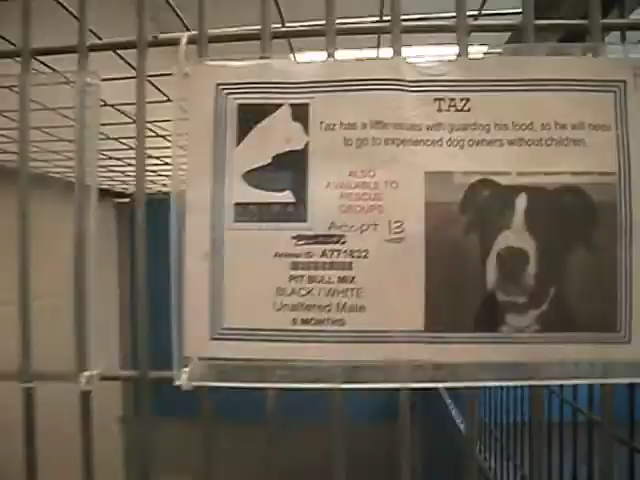 TAZ
Taz has a little issues with guarding his food, so he will need
to go to experienced dog owners without children.
ALSO
AVAILABLE TO
RESCUE
GROUPS
Adopt 13
Animal ID: A771822
PIT BULL MIX
BLACK / WHITE
Unaltered Male
MONTHS